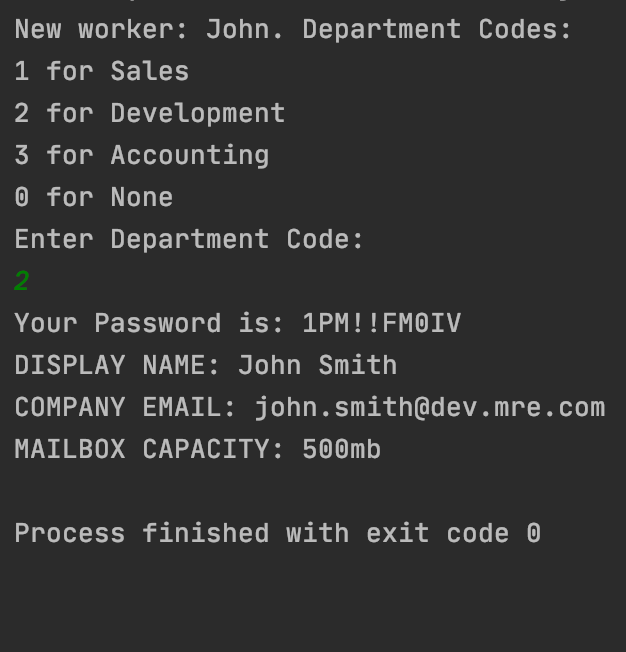 New worker: John. Department Codes:
1 for Sales
2 for Development
3 for Accounting
0 for None
Enter Department Code:
2
Your Password is: 1PM!!FM0IV
DISPLAY NAME: John Smith
COMPANY EMAIL: john.smith@dev.mre.com
MAILBOX CAPACITY: 500mb
Process finished with exit code 0